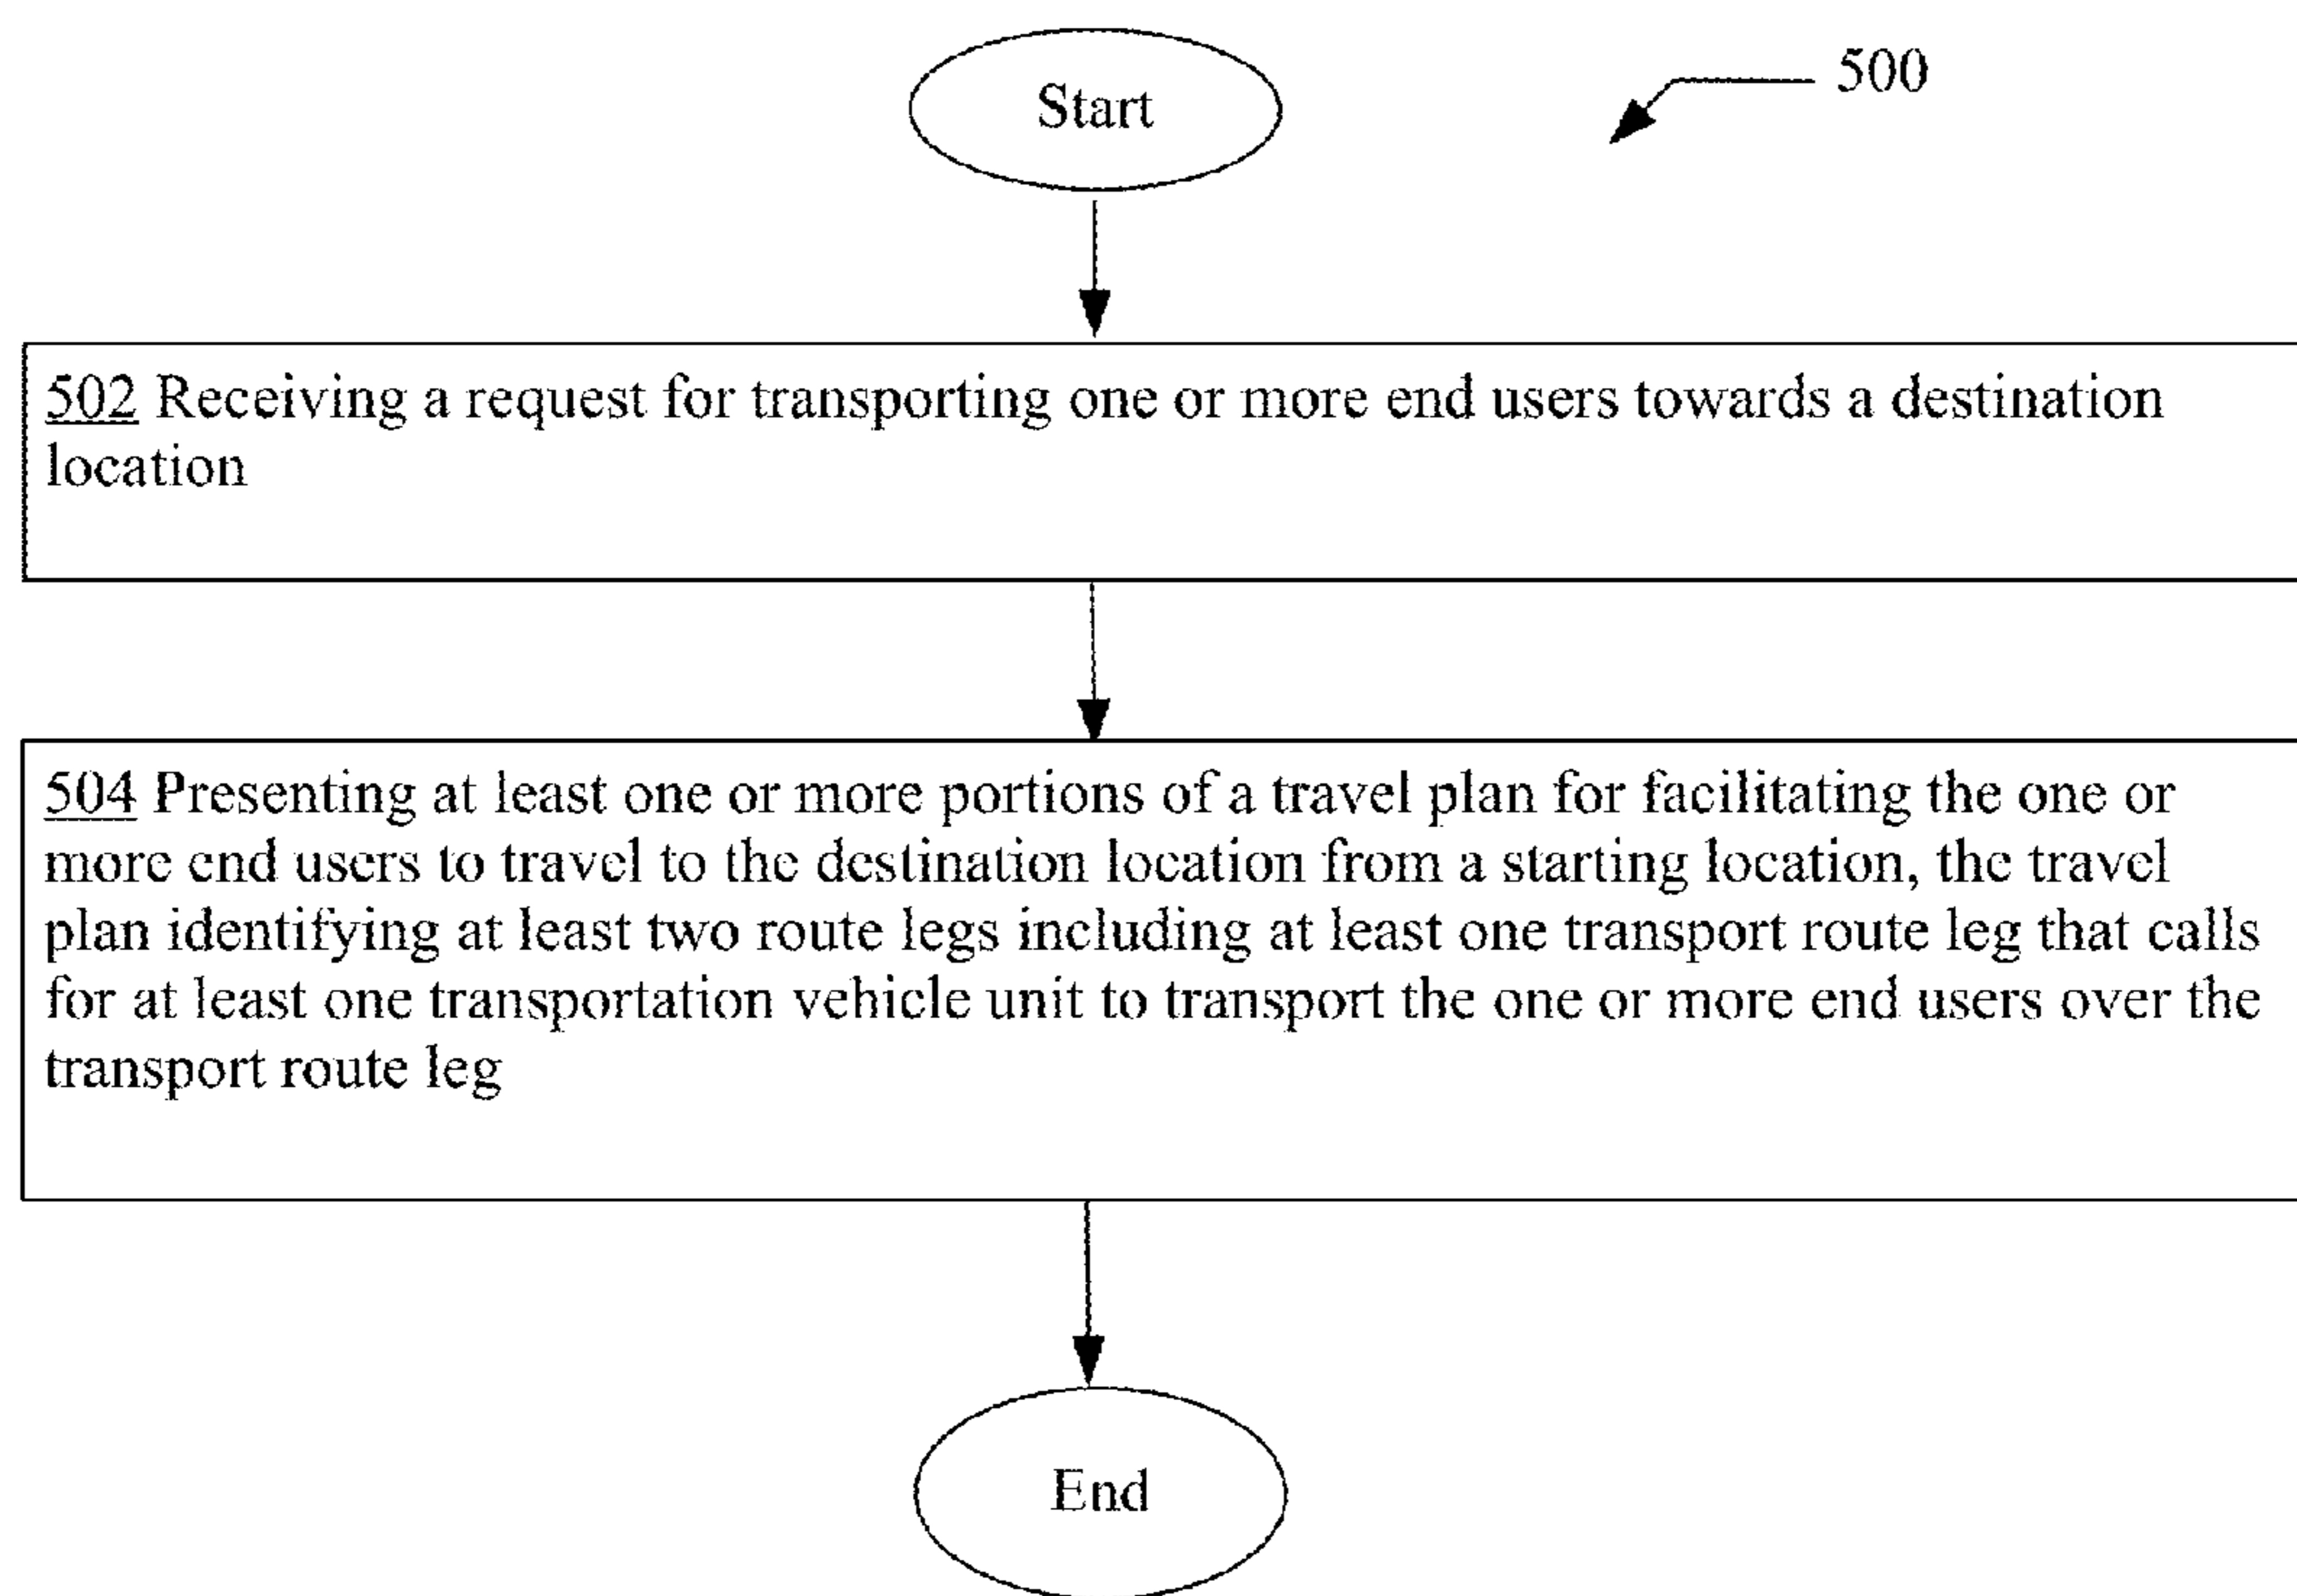 Start
500
502 Receiving a request for transporting one or more end users towards a destination
location
504 Presenting at least one or more portions of a travel plan for facilitating the one or
more end users to travel to the destination location from a starting location, the travel
plan identifying at least two route legs including at least one transport route leg that calls
for at least one transportation vehicle unit to transport the one or more end users over the
transport route leg
End